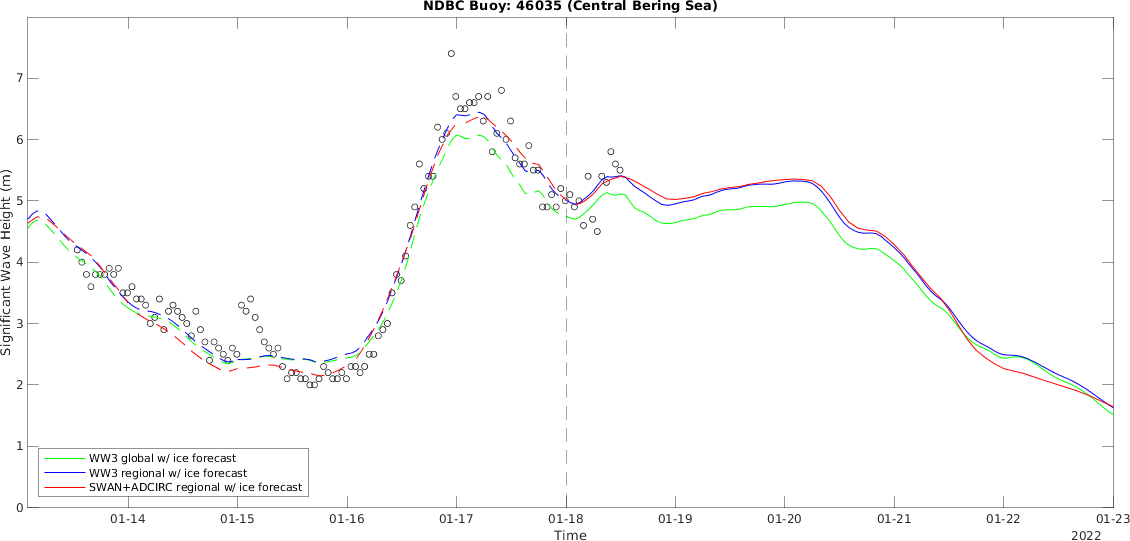 NDBC Buoy: 46035 (Central Bering Sea)
Significant Wave Height (m)
7
6
5
4
3
2
1
0
WW3 global w/ ice forecast
WW3 regional w/ ice forecast
SWAN+ADCIRC regional w/ ice forecast
01-14 01-15 01-16 01-17 01-18 01-19 01-20 01-21 01-22 01-23
Time
2022